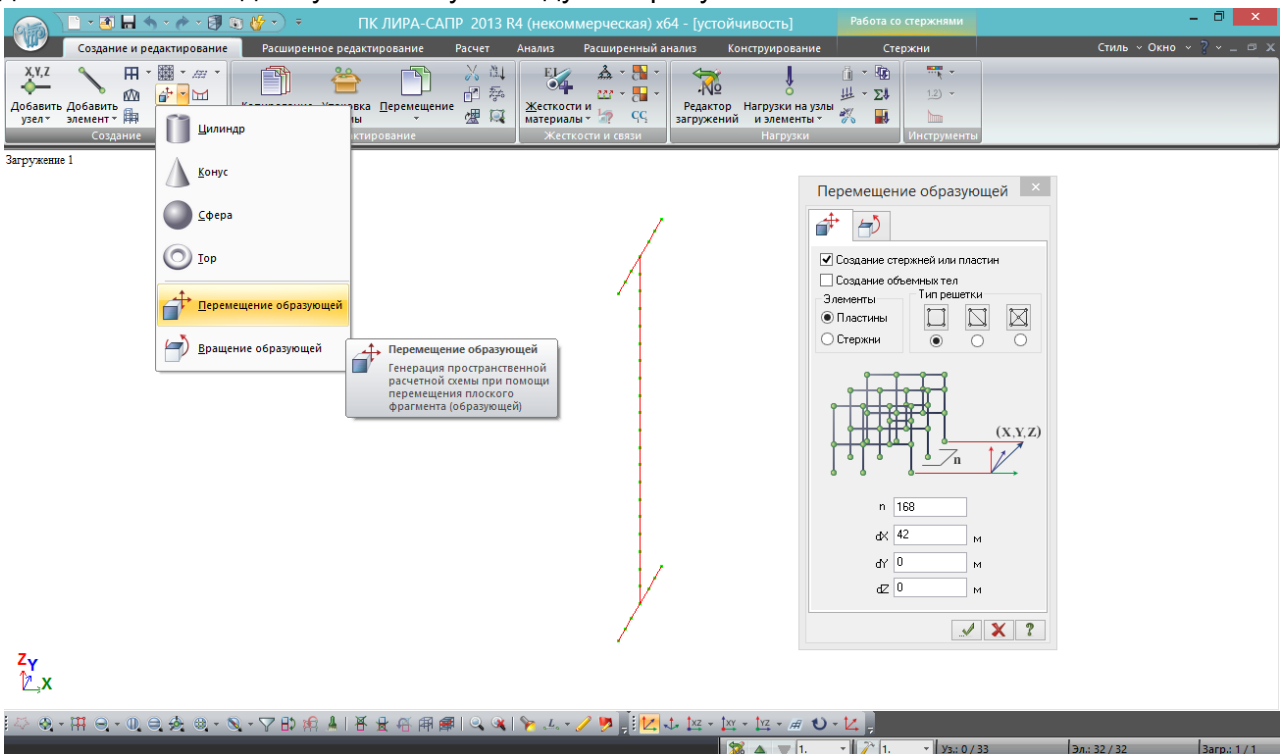 ПК ЛИРА-САПР 2013 R4 (некоммерческая) x64 - [устойчивость]
Работа со стержнями
Создание и редактирование
Расширенное редактирование
Расчет
Анализ
Расширенный анализ
Конструирование
Стержни
Стиль
Окно
X,Y,Z
Добавить узел
Добавить элемент
Перемещение
Жесткости и материалы
Редактор загружений
Нагрузки на узлы и элементы
Создание
Жесткости и связи
Нагрузки
Инструменты
Загружение 1
Цилиндр
Конус
Сфера
Тор
Перемещение образующей
Вращение образующей
Перемещение образующей
Генерация пространственной
расчетной схемы при помощи
перемещения плоского
фрагмента (образующей)
Перемещение образующей
Создание стержней или пластин
Создание объемных тел
Элементы
Тип решетки
Пластины
Стержни
(X,Y,Z)
n
n 168
dX 42 м
dY 0 м
dZ 0 м
Z Y
X
1.
1.
Уз.: 0 / 33
Эл.: 32 / 32
Загр.: 1 / 1